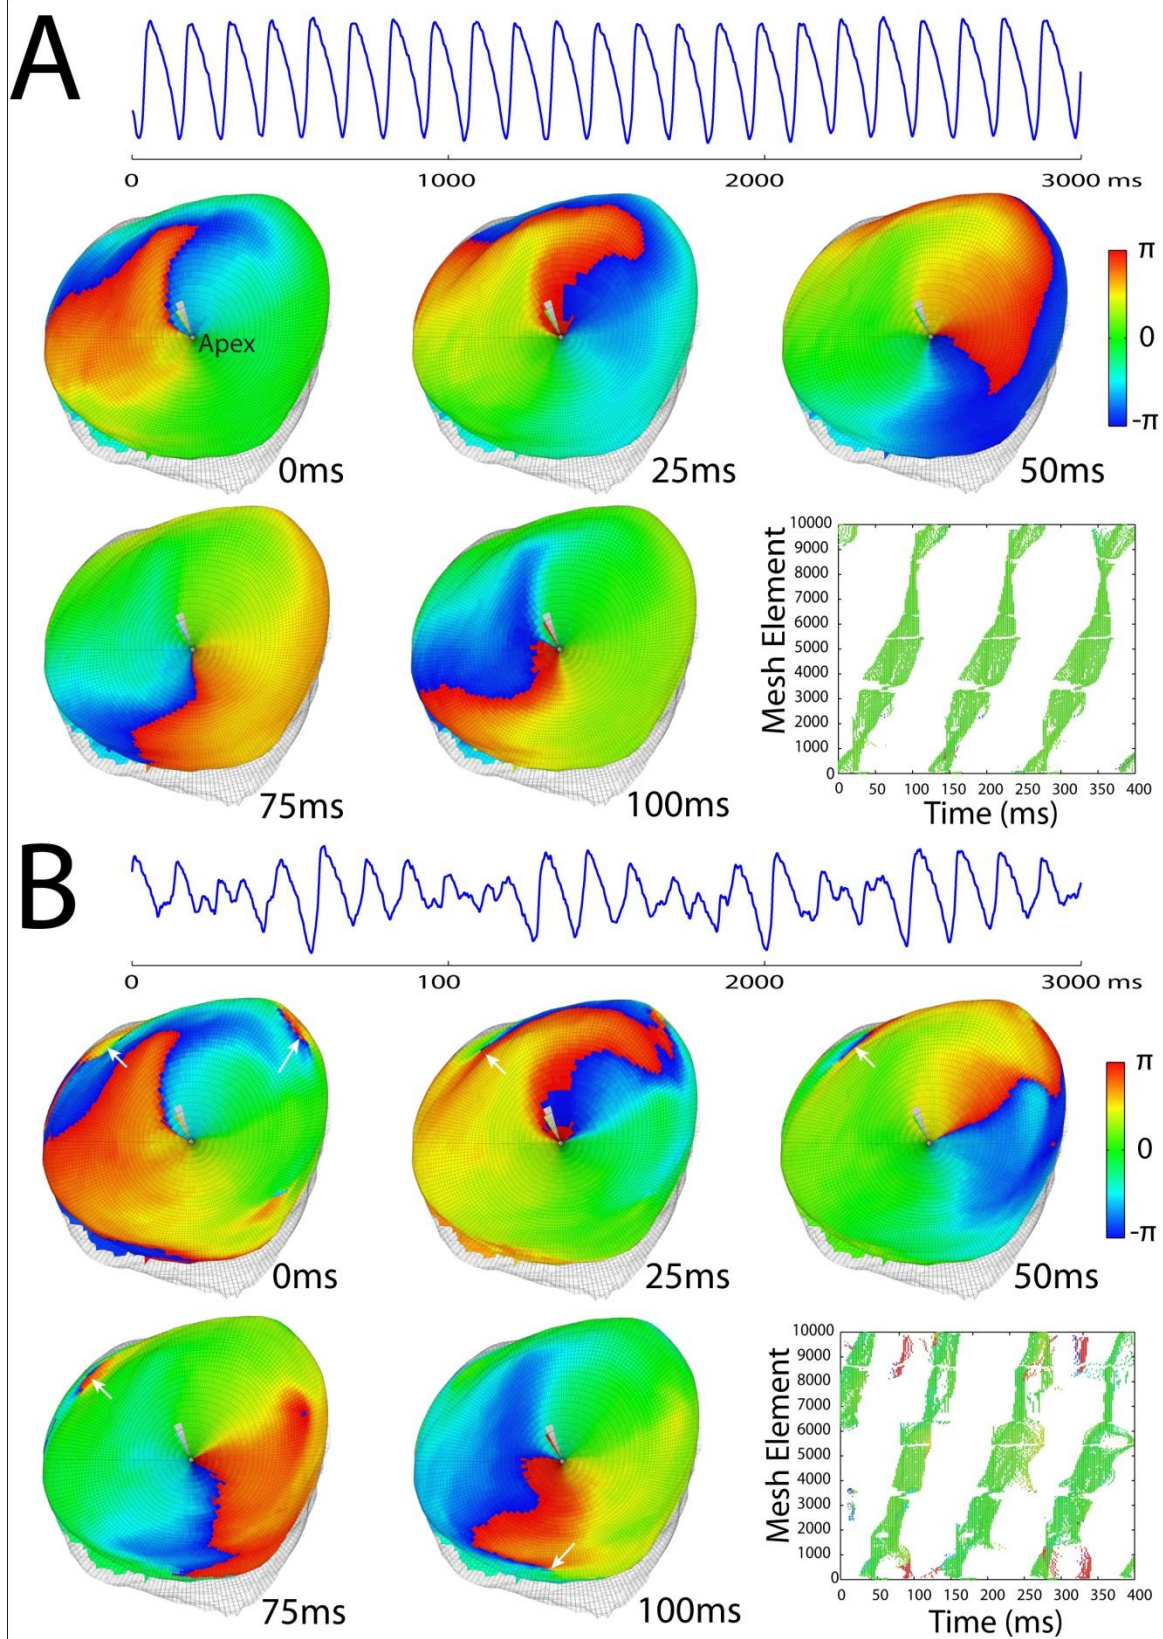 A
0 1000 2000 3000 ms
Apex
π
0
-π
0ms 25ms 50ms
10000
9000
8000
7000
6000
5000
4000
3000
2000
1000
0
Mesh Element
0 50 100 150 200 250 300 350 400
Time (ms)
75ms 100ms
B
0 100 2000 3000 ms
π
0
-π
0ms 25ms 50ms
10000
9000
8000
7000
6000
5000
4000
3000
2000
1000
0
Mesh Element
0 50 100 150 200 250 300 350 400
Time (ms)
75ms 100ms